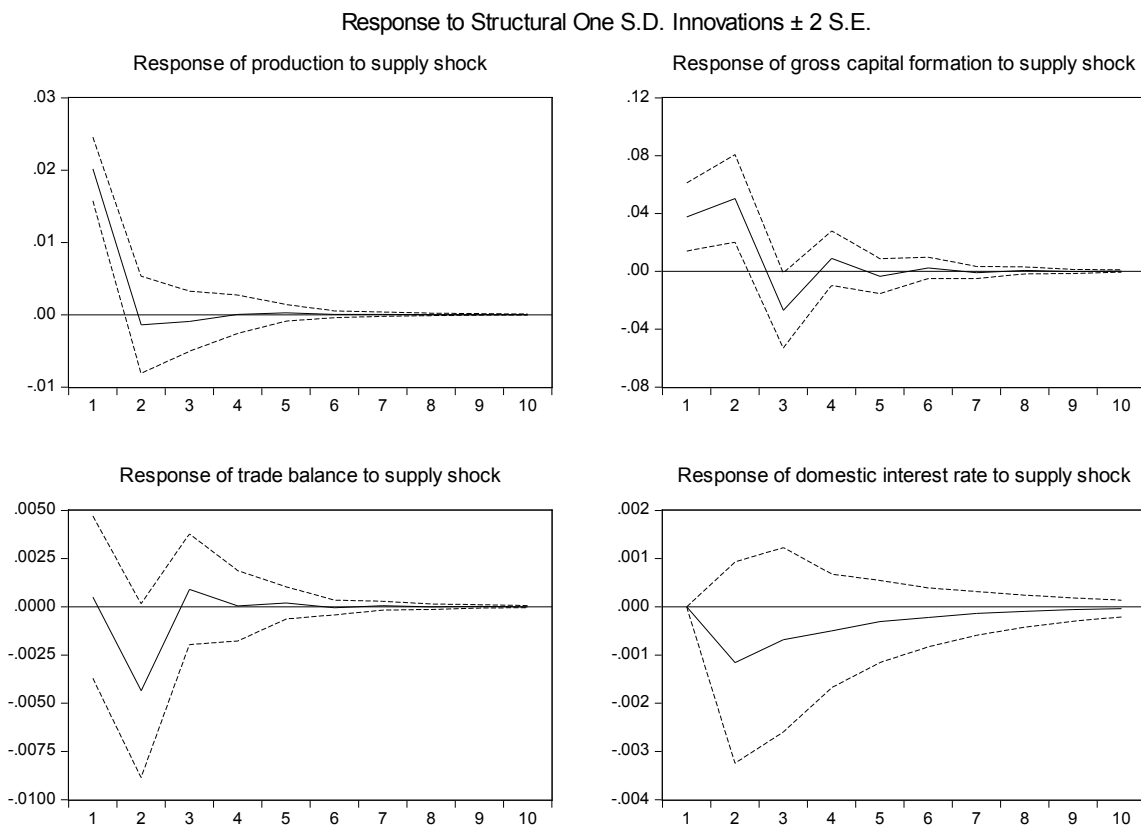 Response to Structural One S.D. Innovations ± 2 S.E.
Response of production to supply shock
.03
.02
.01
.00
-.01
1 2 3 4 5 6 7 8 9 10
Response of gross capital formation to supply shock
.12
.08
.04
.00
-.04
-.08
1 2 3 4 5 6 7 8 9 10
Response of trade balance to supply shock
.0050
.0025
.0000
-.0025
-.0050
-.0075
-.0100
1 2 3 4 5 6 7 8 9 10
Response of domestic interest rate to supply shock
.002
.001
.000
-.001
-.002
-.003
-.004
1 2 3 4 5 6 7 8 9 10